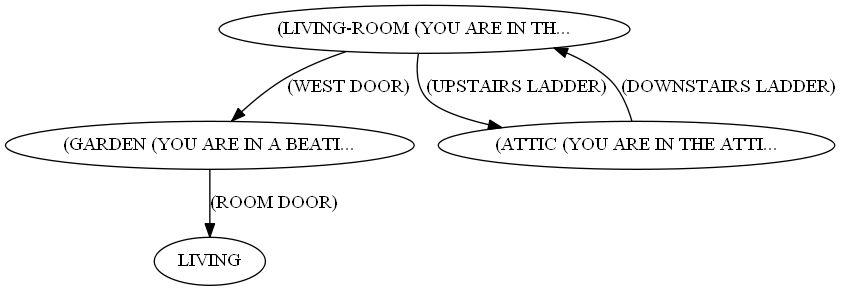 (LIVING-ROOM (YOU ARE IN TH...
(WEST DOOR)
(UPSTAIRS LADDER)
(DOWNSTAIRS LADDER)
(GARDEN (YOU ARE IN A BEATI...
(ATTIC (YOU ARE IN THE ATTI...
(ROOM DOOR)
LIVING